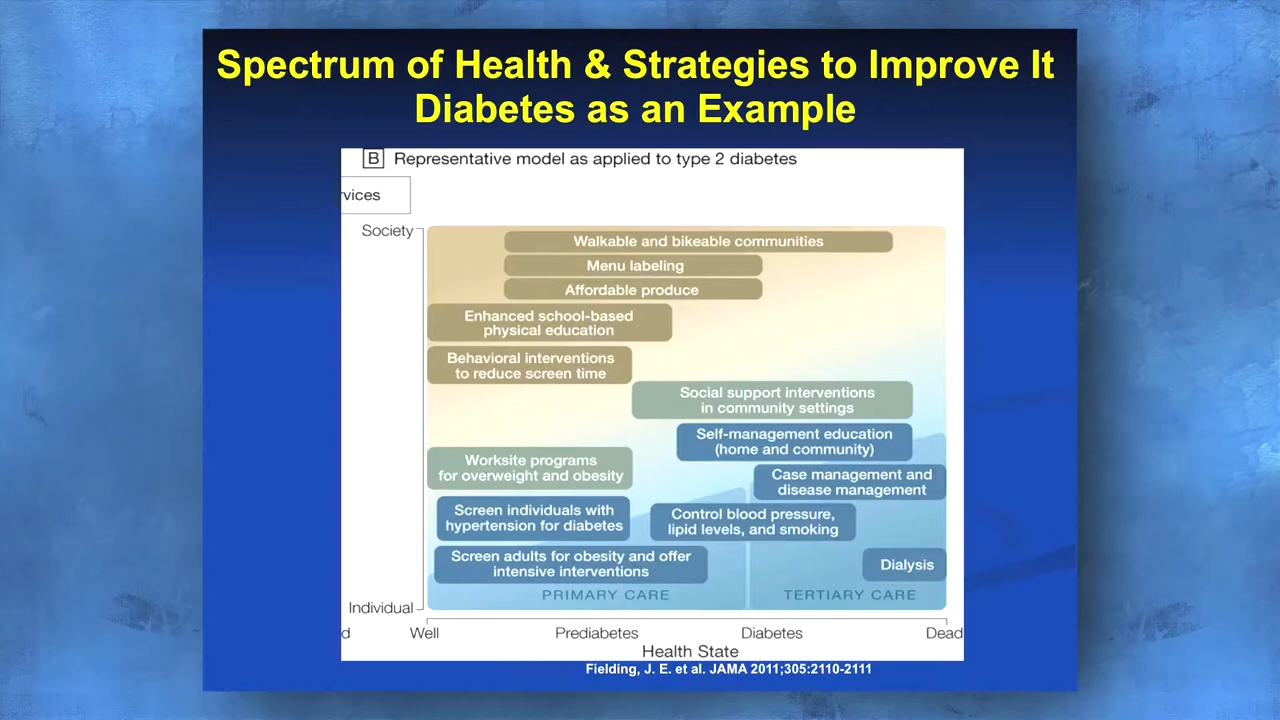 Spectrum of Health & Strategies to Improve It
Diabetes as an Example
B Representative model as applied to type 2 diabetes
rvices
Society
Walkable and bikeable communities
Menu labeling
Affordable produce
Enhanced school-based
physical education
Behavioral interventions
to reduce screen time
Social support interventions
in community settings
Self-management education
(home and community)
Worksite programs
for overweight and obesity
Case management and
disease management
Screen individuals with
hypertension for diabetes
Control blood pressure,
lipid levels, and smoking
Screen adults for obesity and offer
intensive interventions
Dialysis
PRIMARY CARE
TERTIARY CARE
Individual
d
Well
Prediabetes
Diabetes
Dead
Health State
Fielding, J. E. et al. JAMA 2011;305:2110-2111